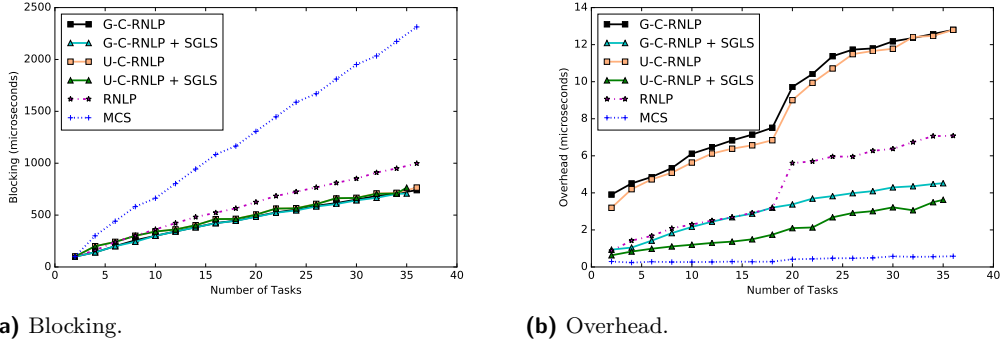 2500
2000
1500
1000
500
0
Blocking (microseconds)
G-C-RNLP
G-C-RNLP + SGLS
U-C-RNLP
U-C-RNLP + SGLS
RNLP
MCS
0 5 10 15 20 25 30 35 40
Number of Tasks
a) Blocking.
14
12
10
8
6
4
2
0
Overhead (microseconds)
G-C-RNLP
G-C-RNLP + SGLS
U-C-RNLP
U-C-RNLP + SGLS
RNLP
MCS
0 5 10 15 20 25 30 35 40
Number of Tasks
(b) Overhead.